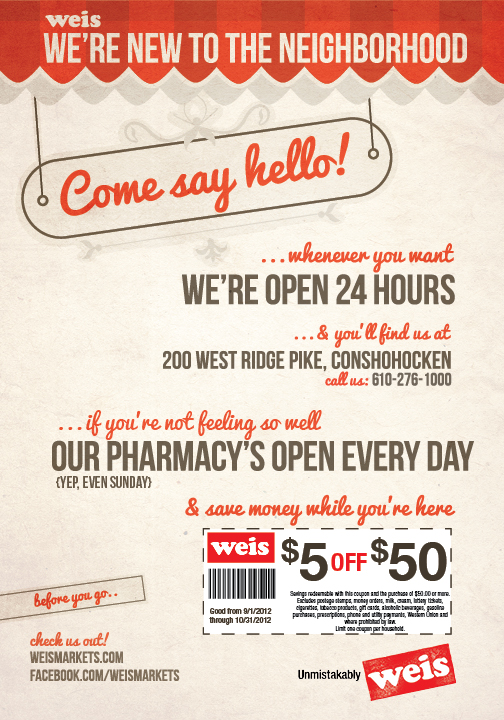 weis
WE'RE NEW TO THE NEIGHBORHOOD
Come say hello!
...whenever you want
WE'RE OPEN 24 HOURS
...& you'll find us at
200 WEST RIDGE PIKE, CONSHOHOCKEN
call us: 610-276-1000
...if you're not feeling so well
OUR PHARMACY'S OPEN EVERY DAY
{YEP, EVEN SUNDAY}
& save money while you're here
weis
$5 OFF $50
Good from 9/1/2012
through 10/31/2012
Savings redeemable with this coupon and the purchase of $50.00 or more.
Excludes postage stamps, money orders, milk, cream, lottery tickets,
cigarettes, tobacco products, gift cards, alcoholic beverages, gasoline
purchases, prescriptions, phone and utility payments, Western Union and
where prohibited by law.
Limit one coupon per household.
before you go..
check us out!
WEISMARKETS.COM
FACEBOOK.COM/WEISMARKETS
Unmistakably weis